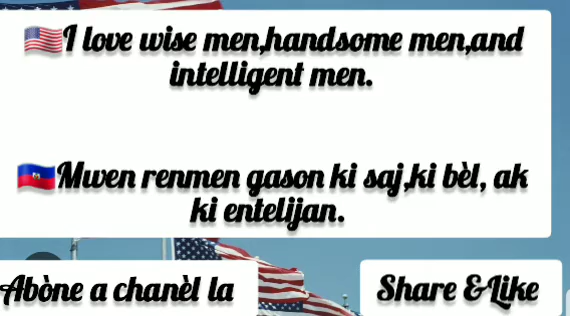 🇺🇸I love wise men,handsome men,and
intelligent men.
🇭🇹Mwen renmen gason ki saj,ki bèl, ak
ki entelijan.
Abòne a chanèl la
Share & Like